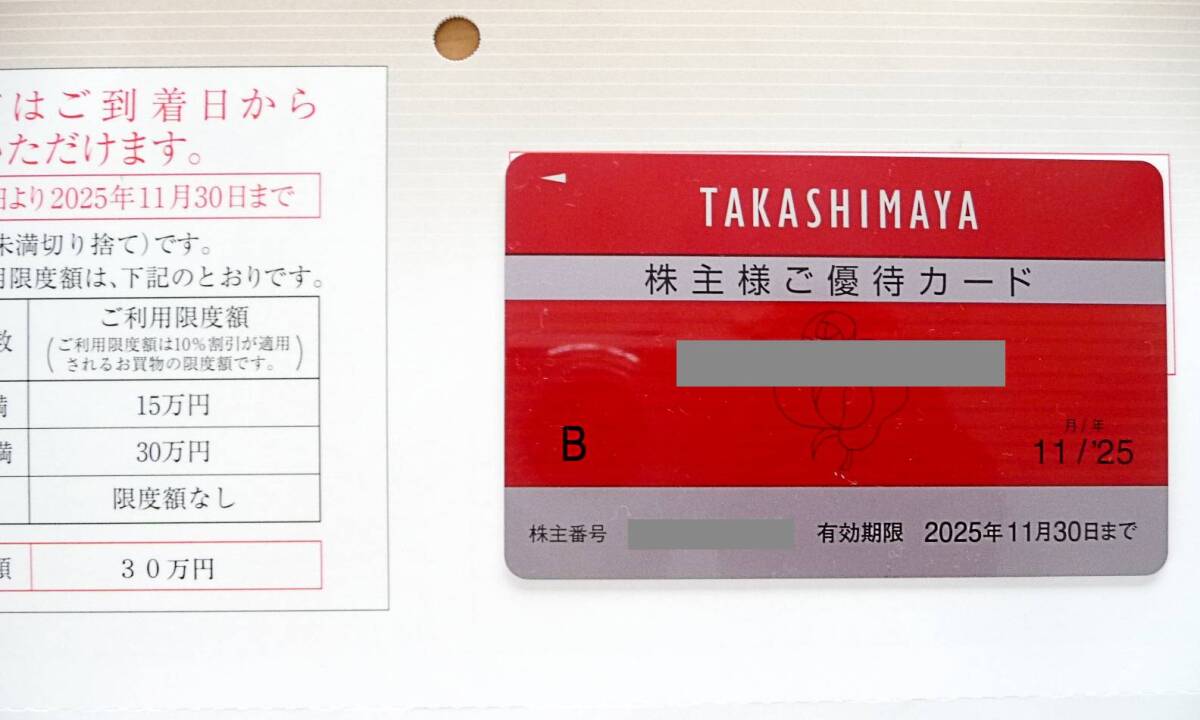 はご到着日から
いただけます。
より2025年11月30日まで
未満切り捨て)です。
用限度額は、下記のとおりです。
数
ご利用限度額
(ご利用限度額は10%割引が適用
されるお買物の限度額です。)
満
15万円
満
30万円
限度額なし
額
30万円
TAKASHIMAYA
株主様ご優待カード
B
月/年
11/'25
株主番号
有効期限 2025年11月30日まで